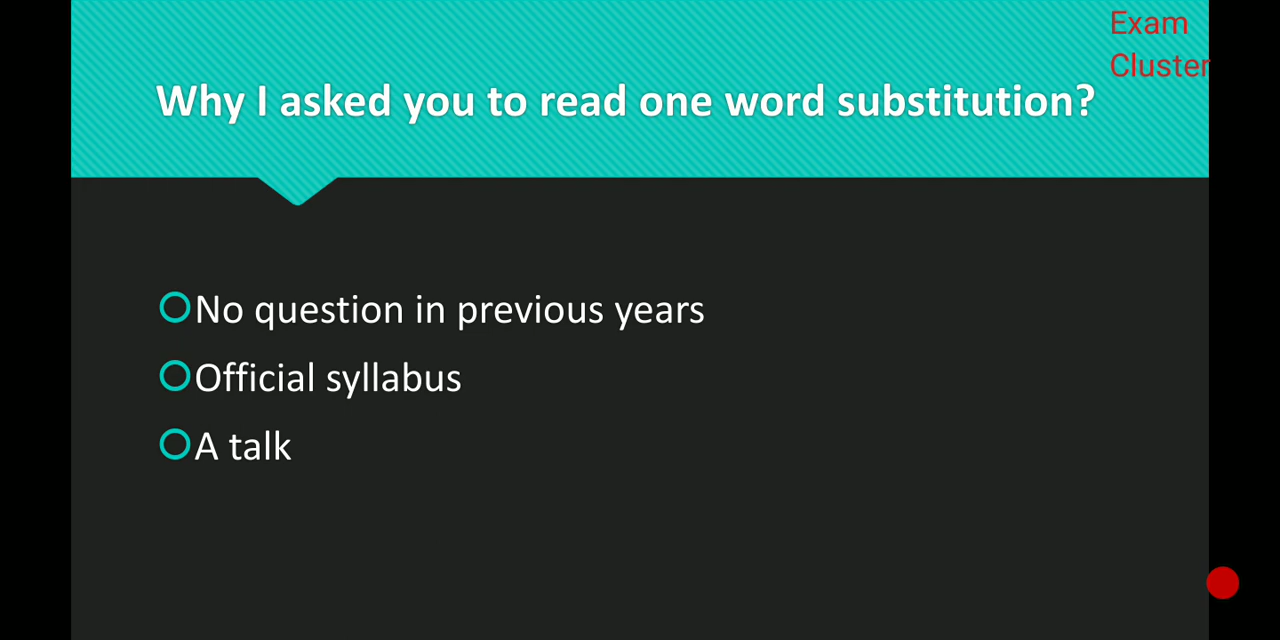 Exam
Cluster
Why I asked you to read one word substitution?
No question in previous years
Official syllabus
A talk